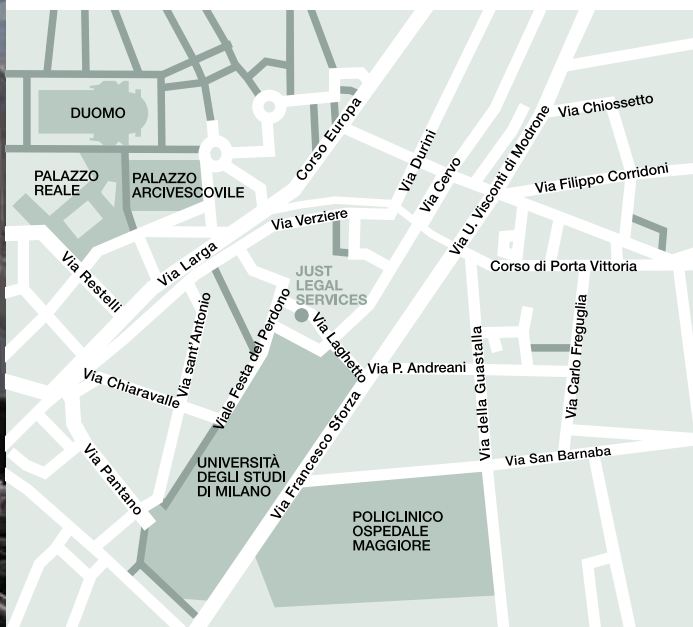 Via Chiossetto
DUOMO
Corso Europa
Via Durini
Via Cervo
Via U. Visconti di Modrone
PALAZZO
REALE
PALAZZO
ARCIVESCOVILE
Via Filippo Corridoni
Via Verziere
Via Larga
Via Restelli
Corso di Porta Vittoria
JUST
LEGAL
SERVICES
Via sant'Antonio
Viale Festa del Perdono
Via Laghetto
Via della Guastalla
Via Carlo Freguglia
Via P. Andreani
Via Chiaravalle
Via Francesco Sforza
Via Pantano
UNIVERSITÀ
DEGLI STUDI
DI MILANO
Via San Barnaba
POLICLINICO
OSPEDALE
MAGGIORE